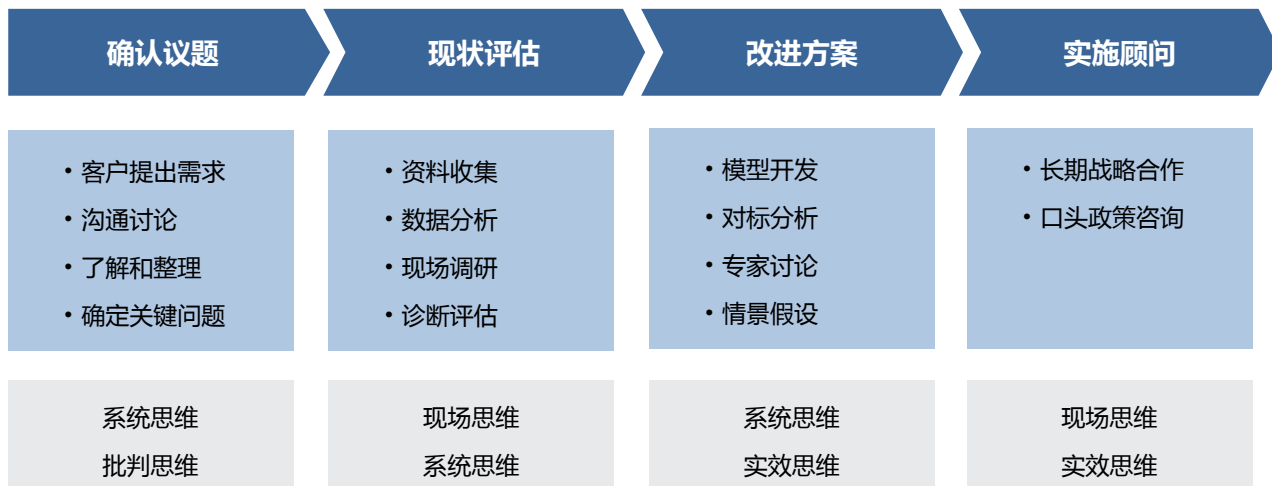 确认议题
现状评估
改进方案
实施顾问
・客户提出需求
・沟通讨论
・了解和整理
・确定关键问题
・资料收集
・数据分析
・现场调研
・诊断评估
・模型开发
・对标分析
・专家讨论
・情景假设
・长期战略合作
・口头政策咨询
系统思维
批判思维
现场思维
系统思维
系统思维
实效思维
现场思维
实效思维